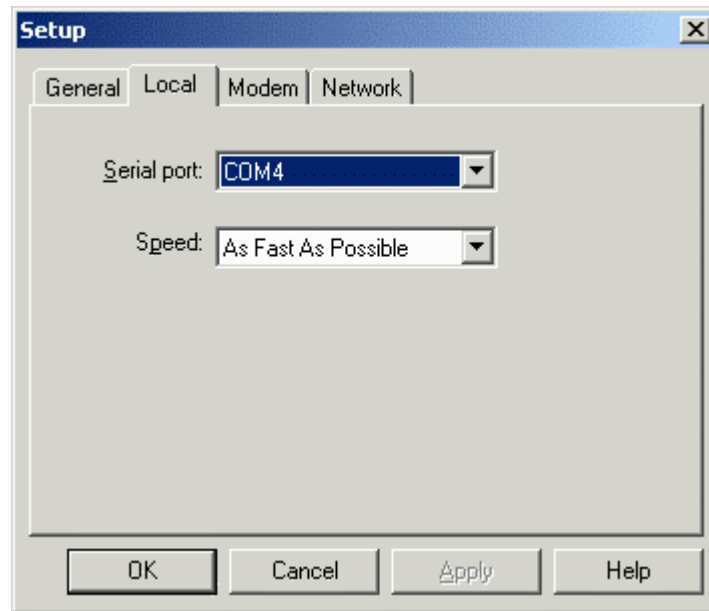 Setup
General Local Modem Network
Serial port: COM4
Speed: As Fast As Possible
OK Cancel Apply Help